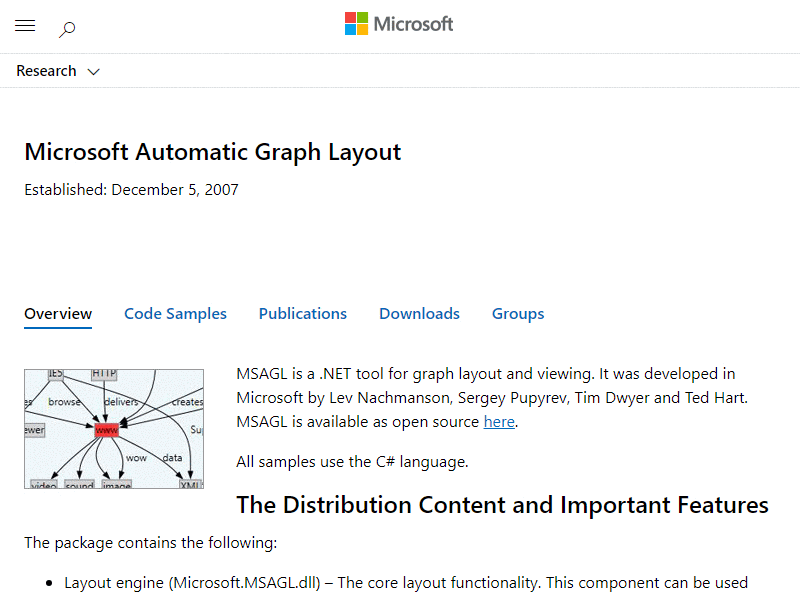 Microsoft
Research
Microsoft Automatic Graph Layout
Established: December 5, 2007
Overview Code Samples Publications Downloads Groups
IES HTTP
browse delivers creates
www
wow data
video sound image XML
MSAGL is a .NET tool for graph layout and viewing. It was developed in
Microsoft by Lev Nachmanson, Sergey Pupyrev, Tim Dwyer and Ted Hart.
MSAGL is available as open source here.
All samples use the C# language.
The Distribution Content and Important Features
The package contains the following:
• Layout engine (Microsoft.MSAGL.dll) – The core layout functionality. This component can be used